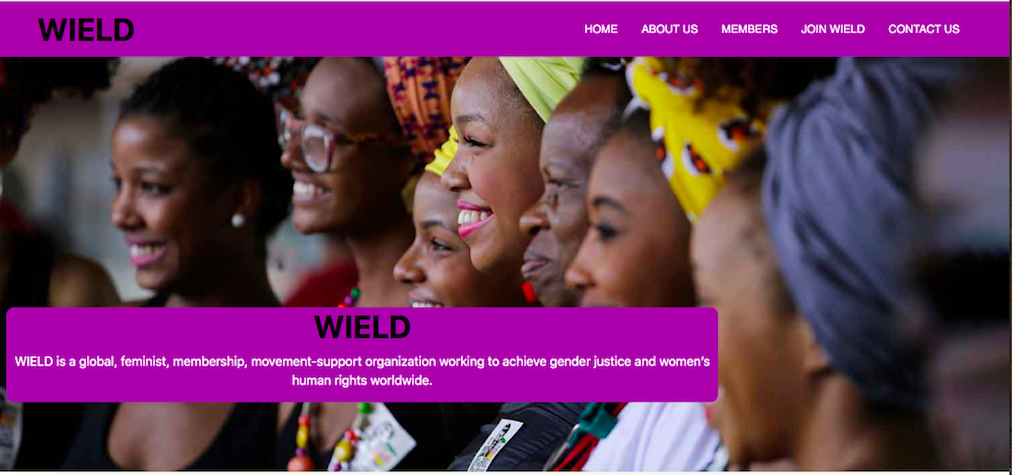 WIELD
HOME ABOUT US MEMBERS JOIN WIELD CONTACT US
WIELD
WIELD is a global, feminist, membership, movement-support organization working to achieve gender justice and women's
human rights worldwide.